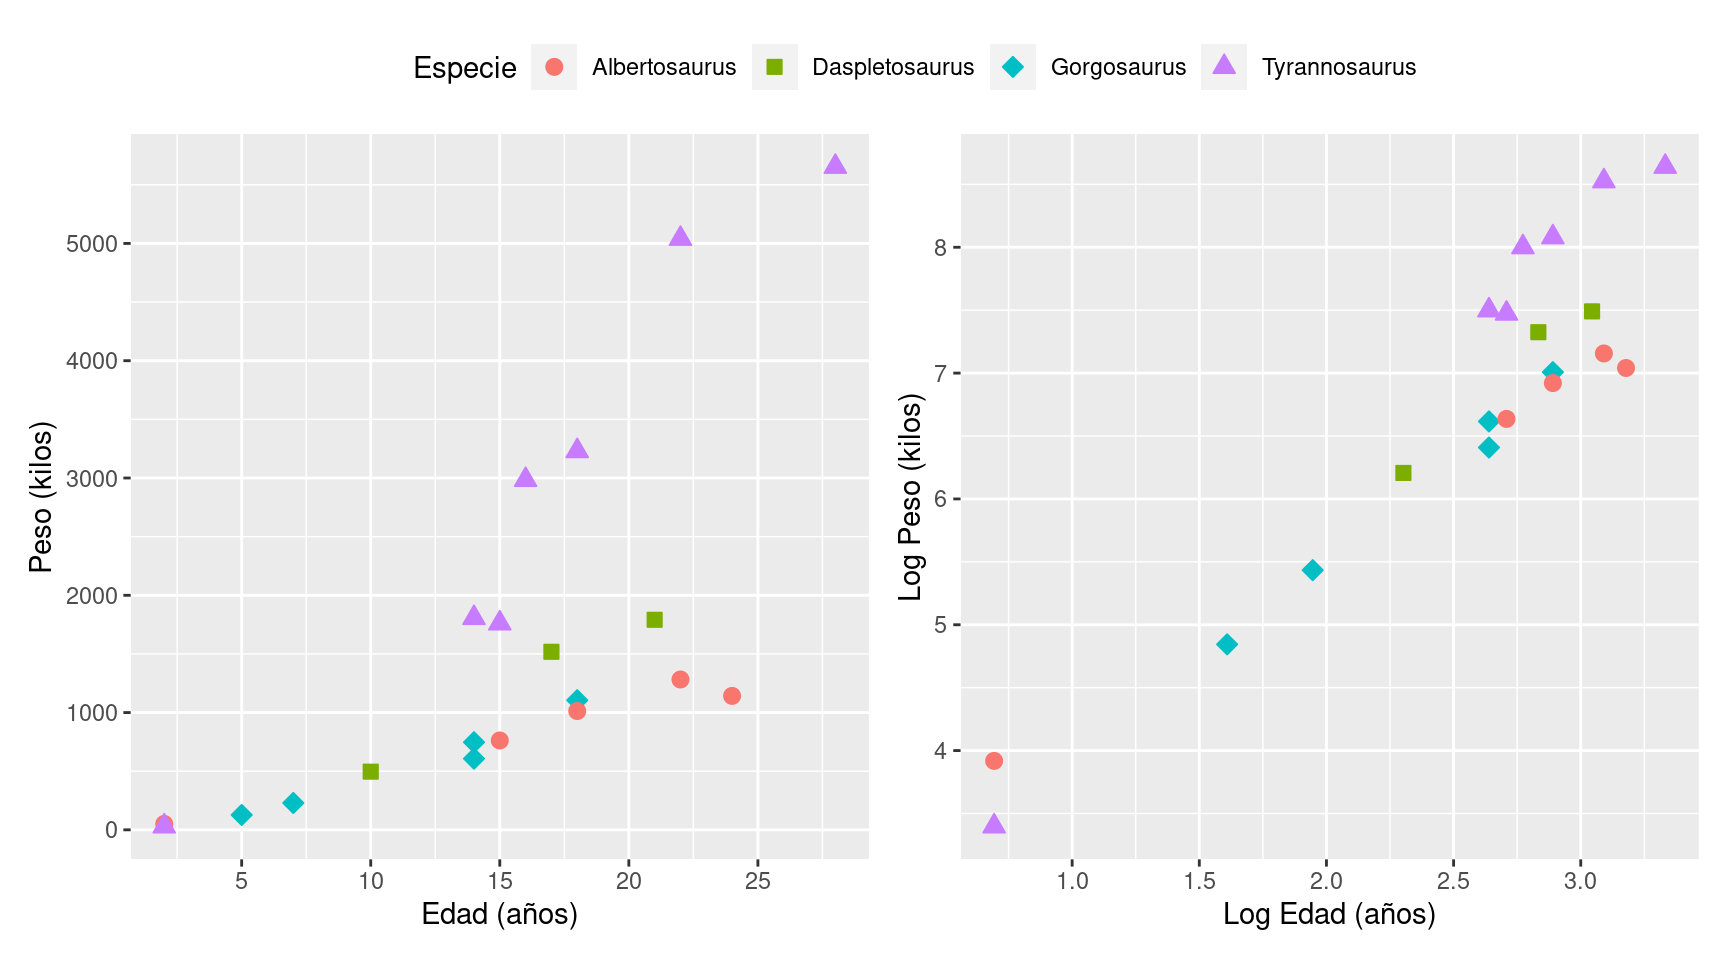 Especie Albertosaurus Daspletosaurus Gorgosaurus Tyrannosaurus
Peso (kilos)
5000
4000
3000
2000
1000
0
5 10 15 20 25
Edad (años)
Log Peso (kilos)
8
7
6
5
4
1.0 1.5 2.0 2.5 3.0
Log Edad (años)